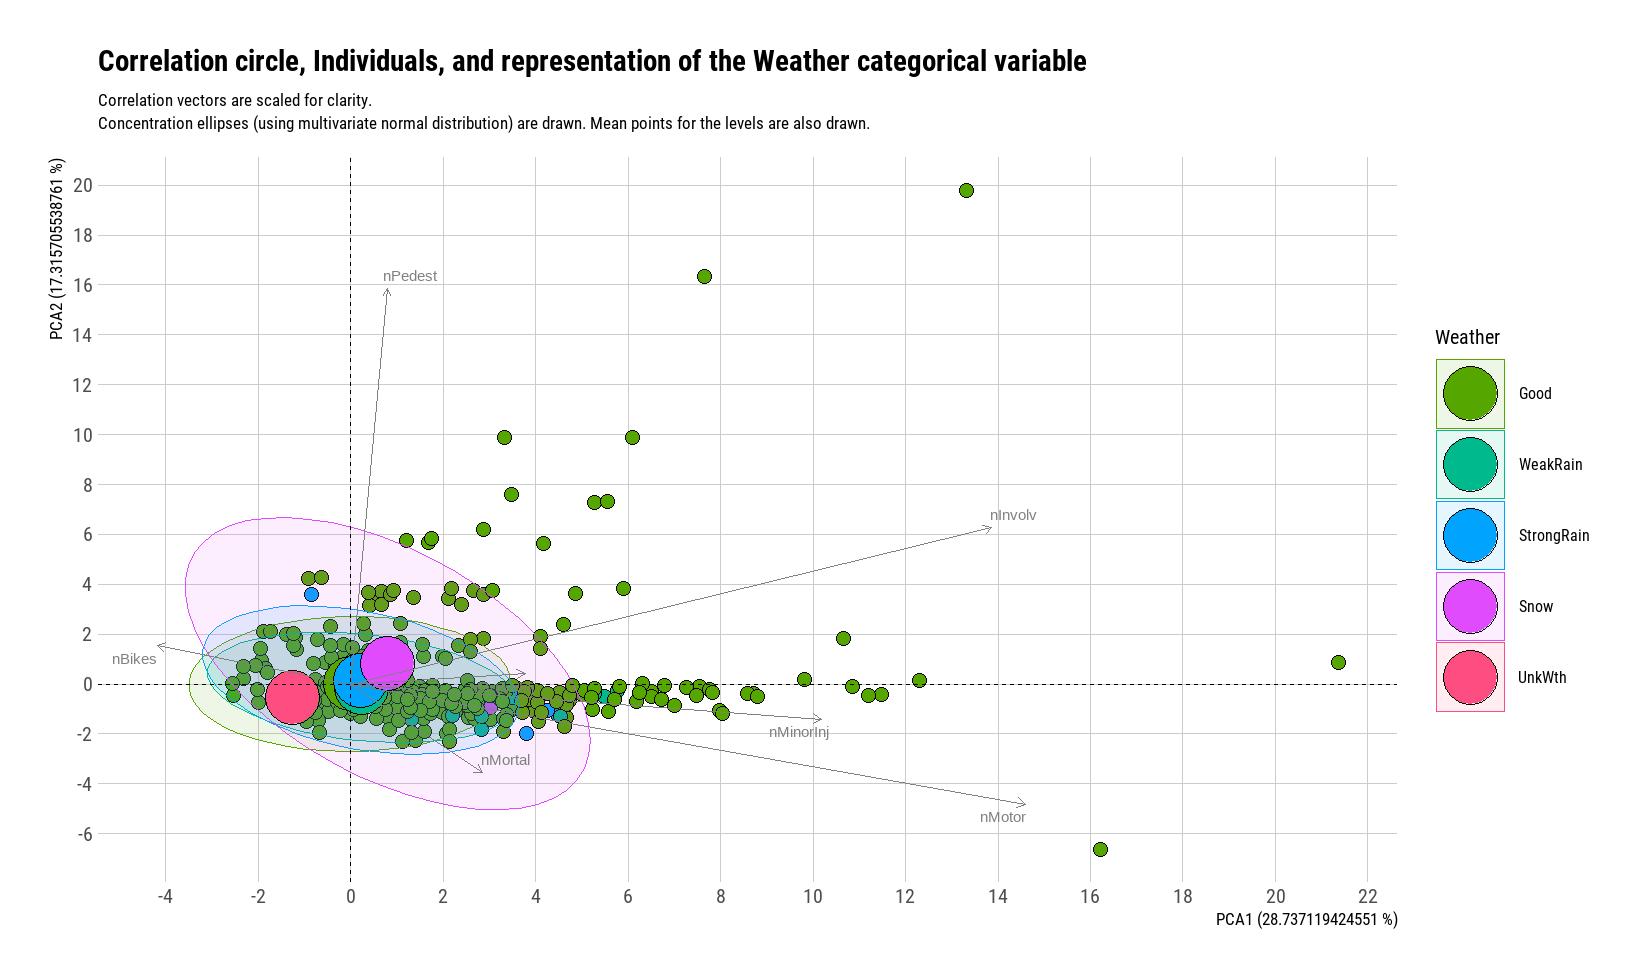 Correlation circle, Individuals, and representation of the Weather categorical variable
Correlation vectors are scaled for clarity.
Concentration ellipses (using multivariate normal distribution) are drawn. Mean points for the levels are also drawn.
PCA2 (17.3157055538761 %)
20
18
16
14
12
10
8
6
4
2
0
-2
-4
-6
nPedest
nInvolv
nBikes
nMinorInj
nMortal
nMotor
-4
-2
0
2
4
6
8
10
12
14
16
18
20
22
PCA1 (28.737119424551 %)
Weather
Good
WeakRain
StrongRain
Snow
UnkWth